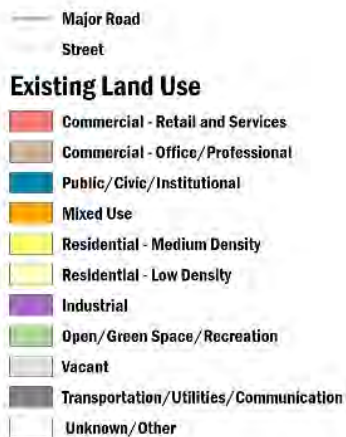 Major Road
Street
Existing Land Use
Commercial - Retail and Services
Commercial - Office/Professional
Public/Civic/Institutional
Mixed Use
Residential - Medium Density
Residential - Low Density
Industrial
Open/Green Space/Recreation
Vacant
Transportation/Utilities/Communication
Unknown/Other